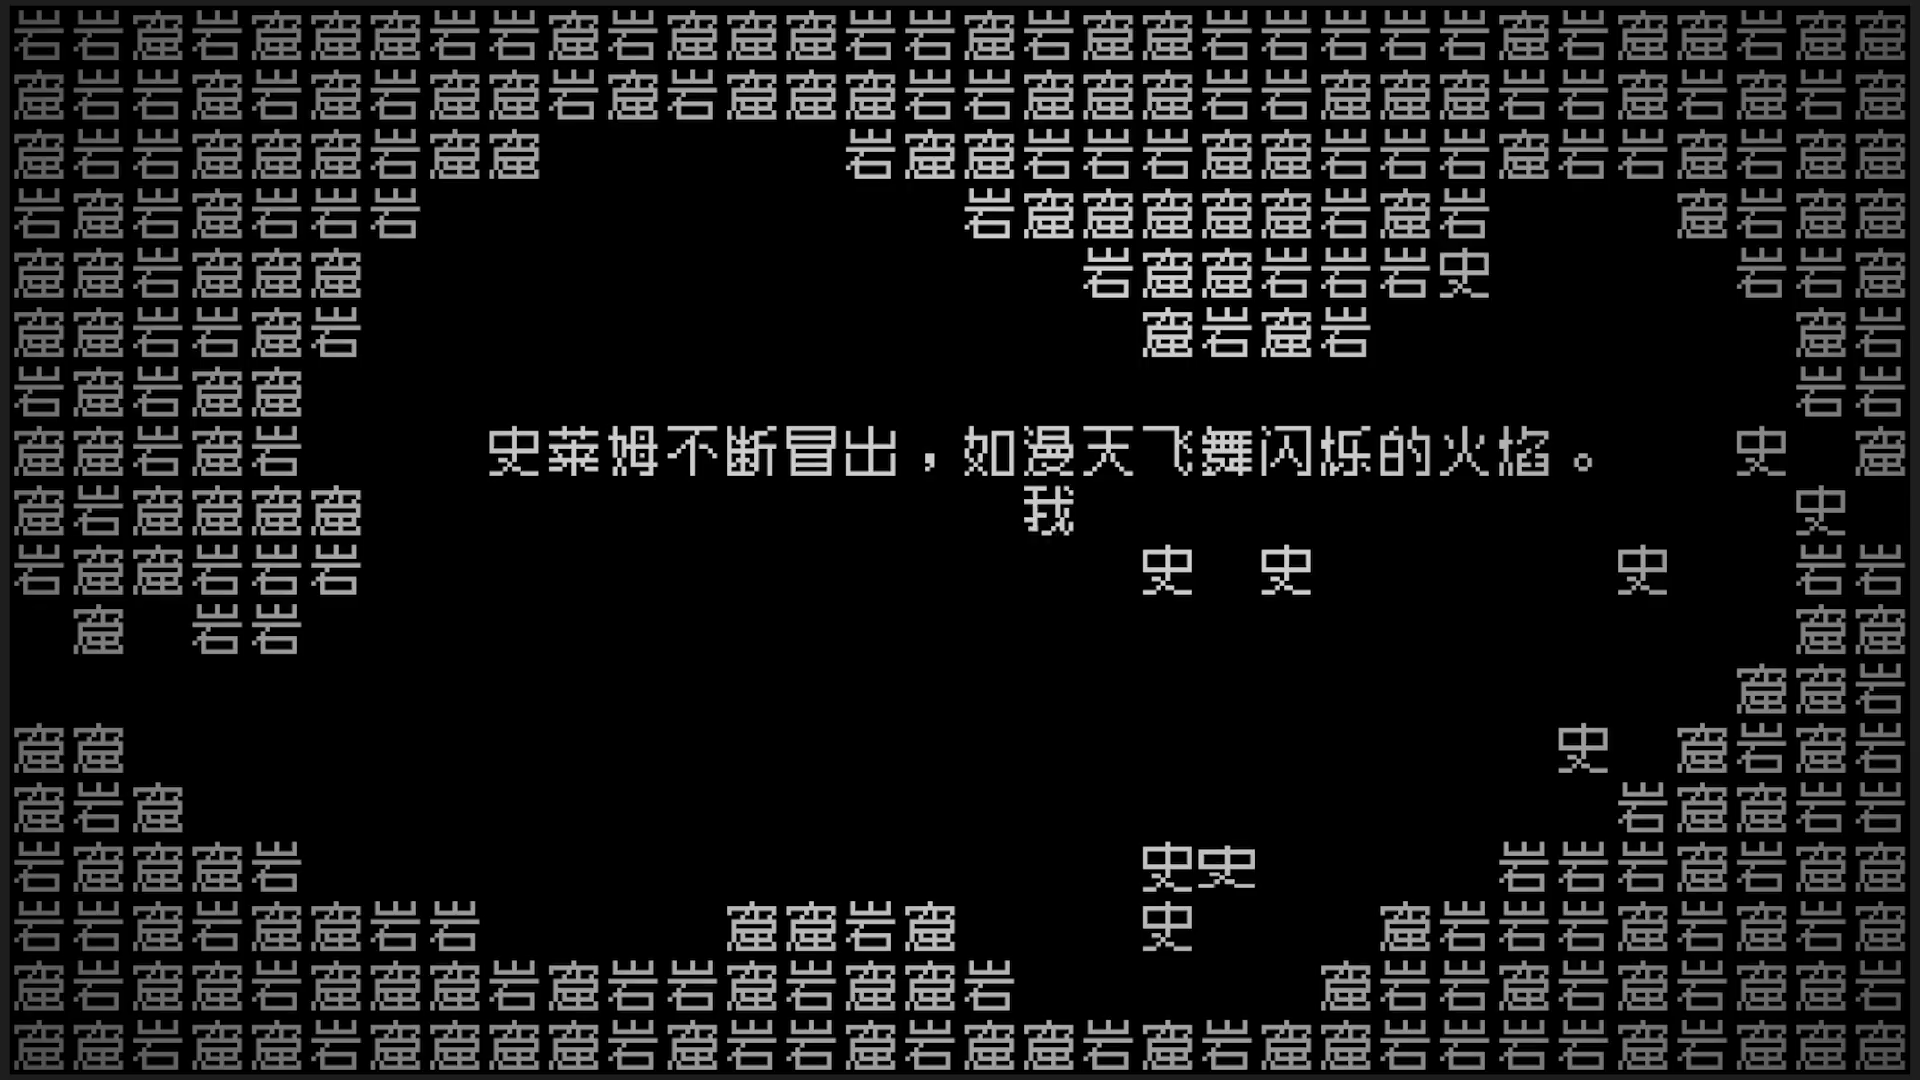 岩岩窟岩窟窟窟岩岩窟岩窟窟窟岩岩窟岩窟窟岩岩岩岩岩窟岩窟窟岩窟窟
窟岩岩窟岩窟岩窟窟岩窟岩窟窟窟岩岩窟窟窟岩岩窟窟窟岩岩窟岩窟岩窟
窟岩岩窟窟窟岩窟窟 岩窟窟岩岩岩窟窟岩岩岩窟岩岩窟岩窟窟
岩窟岩窟岩岩岩 岩窟窟窟窟窟岩窟岩 窟岩窟窟
窟窟岩窟窟窟 岩窟窟岩岩岩史 岩岩窟
窟窟岩岩窟岩 窟岩窟岩 窟岩
岩窟岩窟窟 岩岩
窟窟岩窟岩 史莱姆不断冒出，如漫天飞舞闪烁的火焰。 史 窟
窟岩窟窟窟窟 我 史
岩窟窟岩岩岩 史 史 史 岩岩
窟 岩岩 窟窟
窟窟岩
窟窟 史 窟岩窟岩
窟岩窟 岩窟窟岩岩
岩窟窟窟岩 史史 岩岩岩窟岩窟窟
岩岩窟岩窟窟岩岩 窟窟岩窟 史 窟岩岩岩窟岩窟岩窟
窟岩窟窟岩窟窟窟岩窟岩岩窟岩窟窟岩 窟岩岩窟岩窟岩窟窟岩
窟窟岩窟窟岩窟窟窟窟岩窟岩岩窟岩窟窟岩窟岩窟窟岩岩岩岩窟岩窟窟窟